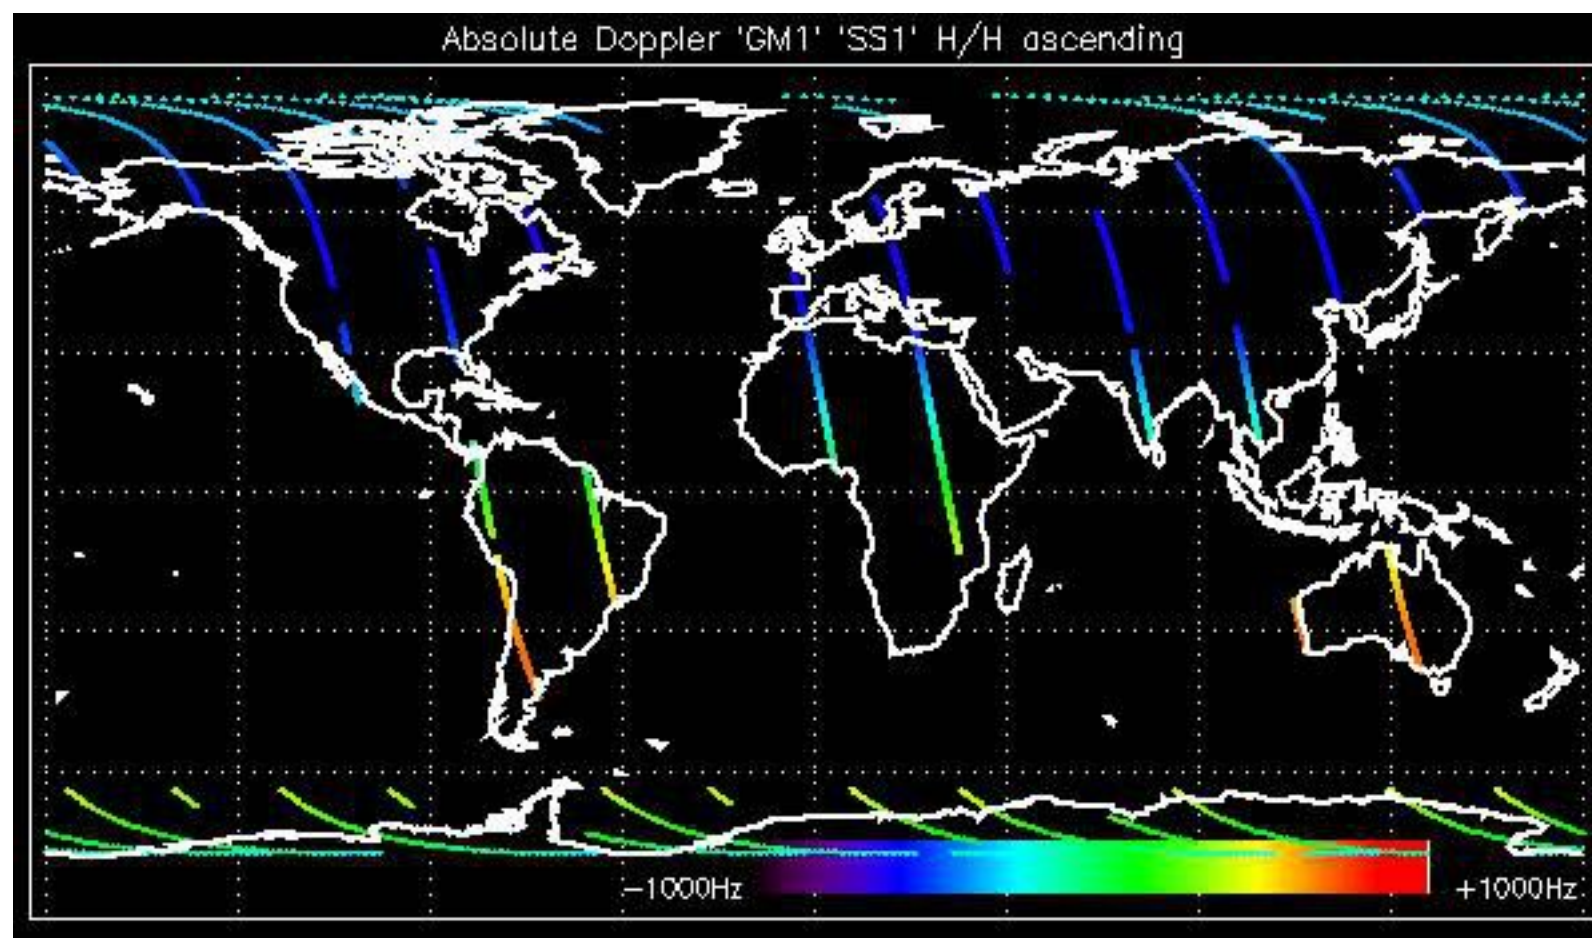 Absolute Doppler 'GM1' 'SS1' H/H ascending
-1000Hz
+1000Hz